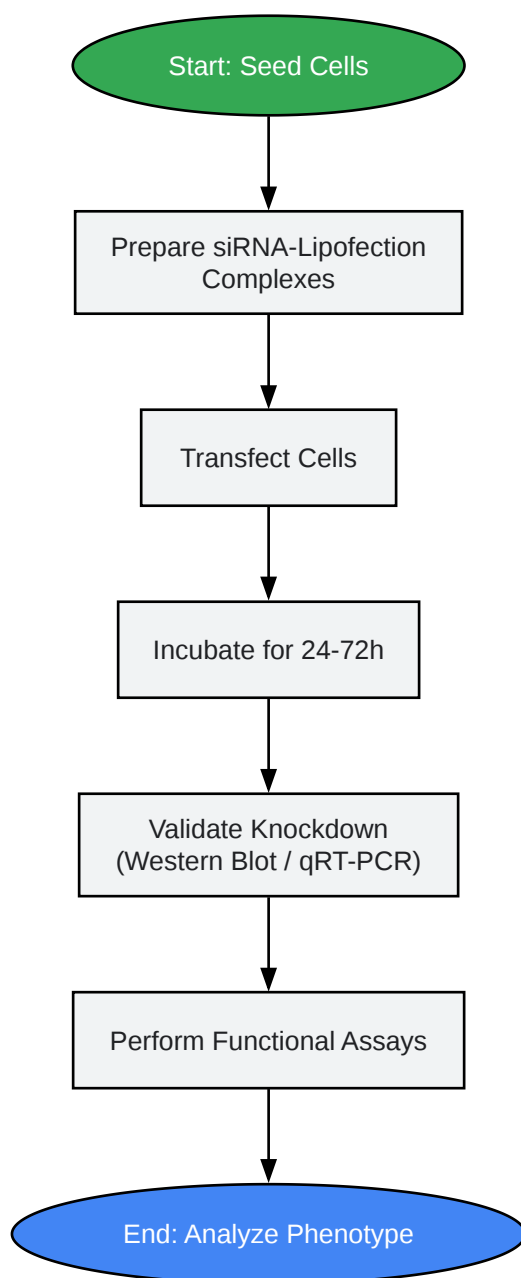 Start: Seed Cells
Prepare siRNA-Lipofection
Complexes
Transfect Cells
Incubate for 24-72h
Validate Knockdown
(Western Blot / qRT-PCR)
Perform Functional Assays
End: Analyze Phenotype